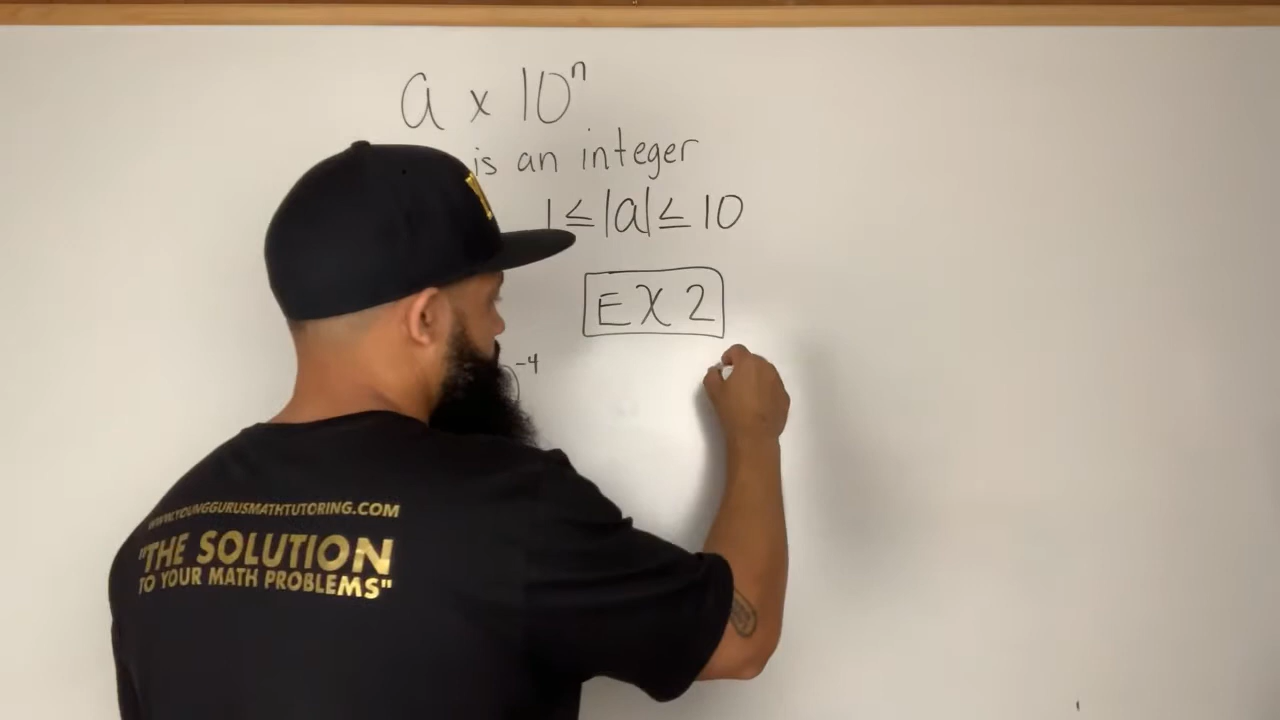 a x 10ⁿ
is an integer
1 ≤ |a| ≤ 10
EX 2
-4
WWW.YOUNGGURUSMATHTUTORING.COM
"THE SOLUTION
TO YOUR MATH PROBLEMS"